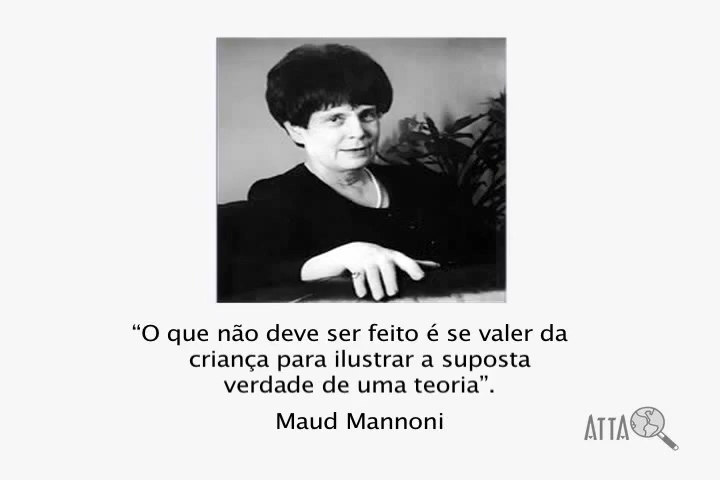 “O que não deve ser feito é se valer da
criança para ilustrar a suposta
verdade de uma teoria”.
Maud Mannoni
ATTA